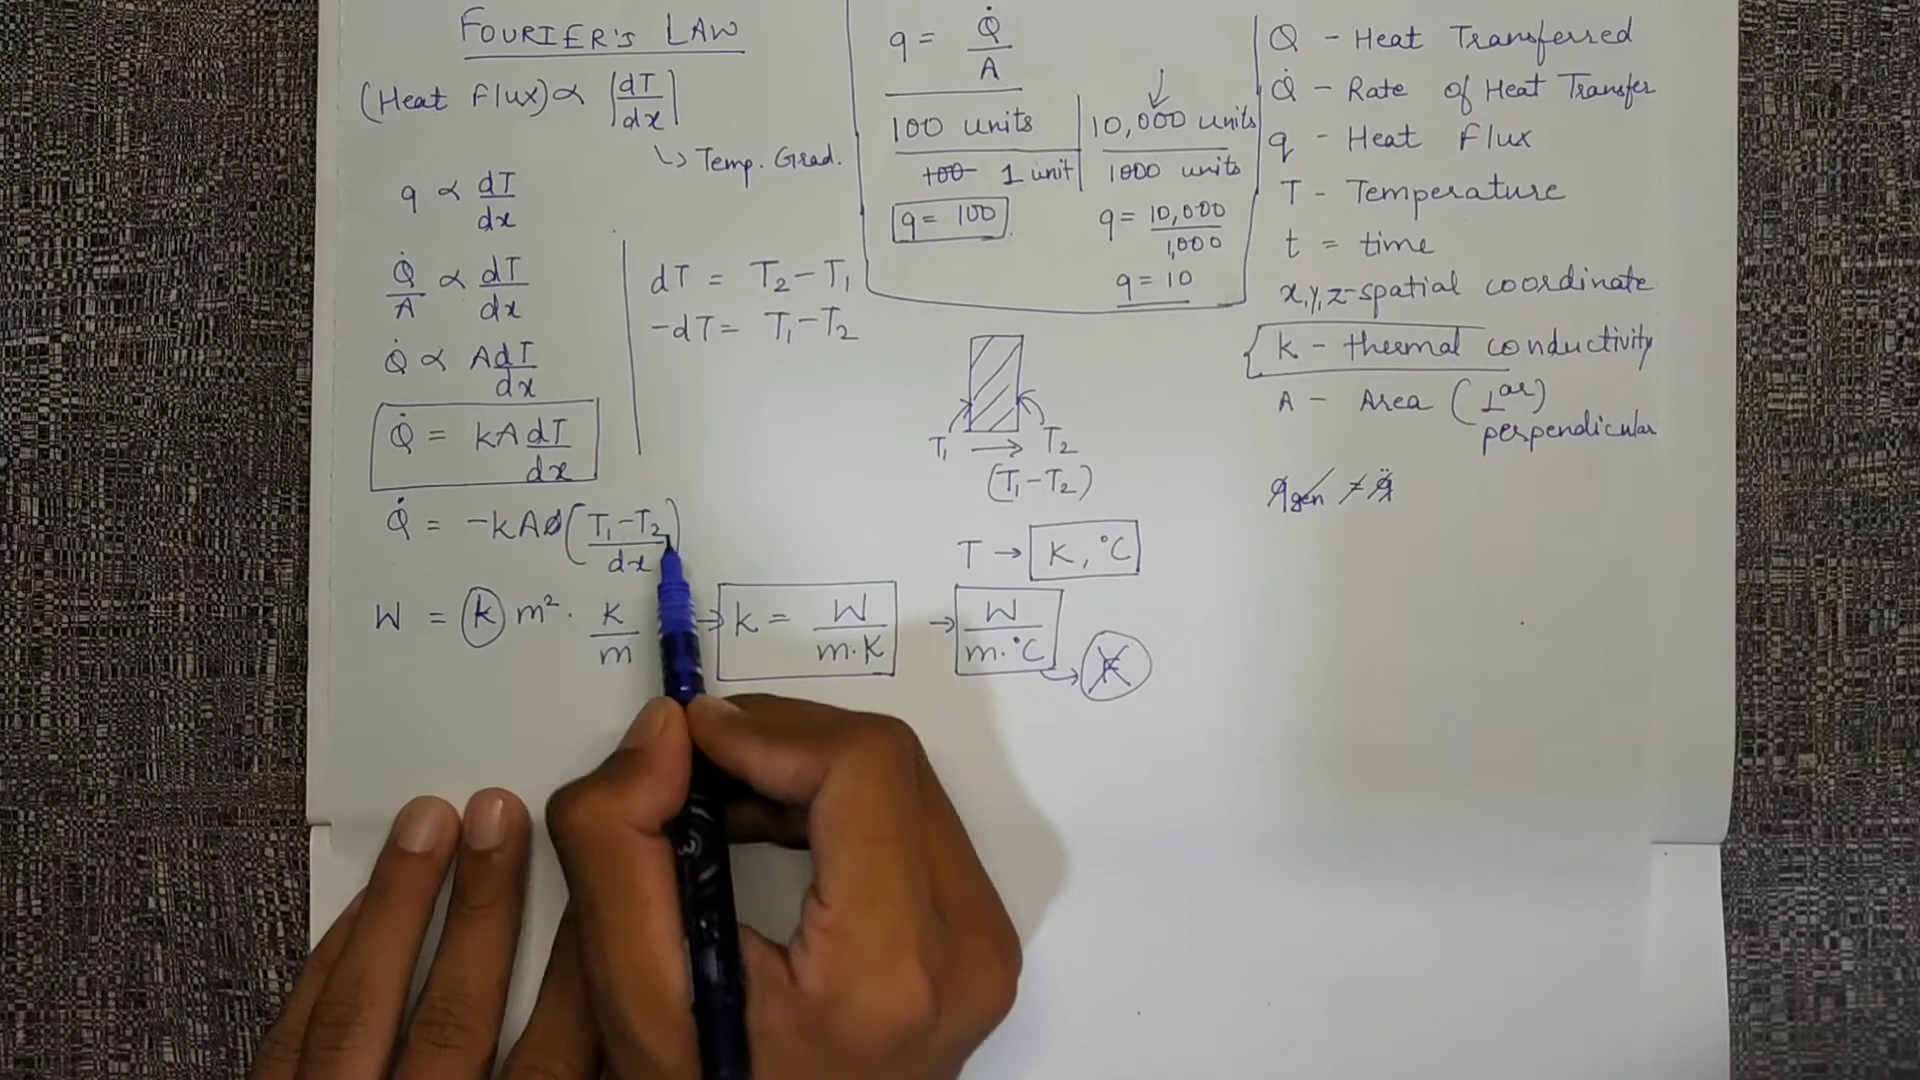 FOURIER'S LAW
(Heat Flux) ∝ |dT/dx|
↳ Temp. Grad.
q ∝ dT/dx
Q̇/A ∝ dT/dx
Q̇ ∝ A dT/dx
Q̇ = kA dT/dx
Q̇ = -kA (T₁-T₂/dx)
W = k m² · K/m
→ k = W/m·K
→ W/m·°C
→ K
dT = T₂-T₁
-dT = T₁-T₂
q = Q̇/A
100 units
100 1 unit
q = 100
10,000 units
1000 units
q = 10,000/1,000
q = 10
T₁ → T₂
(T₁-T₂)
T → K, °C
Q - Heat Transferred
Q̇ - Rate of Heat Transfer
q - Heat Flux
T - Temperature
t = time
x,y,z-spatial coordinate
k - thermal conductivity
A - Area (⊥ar)
perpendicular
qgen ≠ q̈